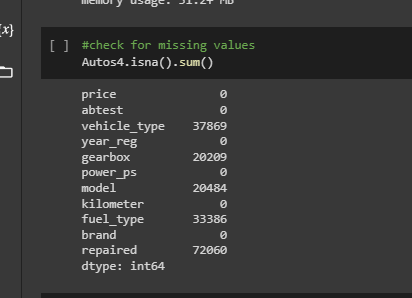 memory usage: 31.2+ MB
{x}
[ ] #check for missing values
Autos4.isna().sum()
price 0
abtest 0
vehicle_type 37869
year_reg 0
gearbox 20209
power_ps 0
model 20484
kilometer 0
fuel_type 33386
brand 0
repaired 72060
dtype: int64